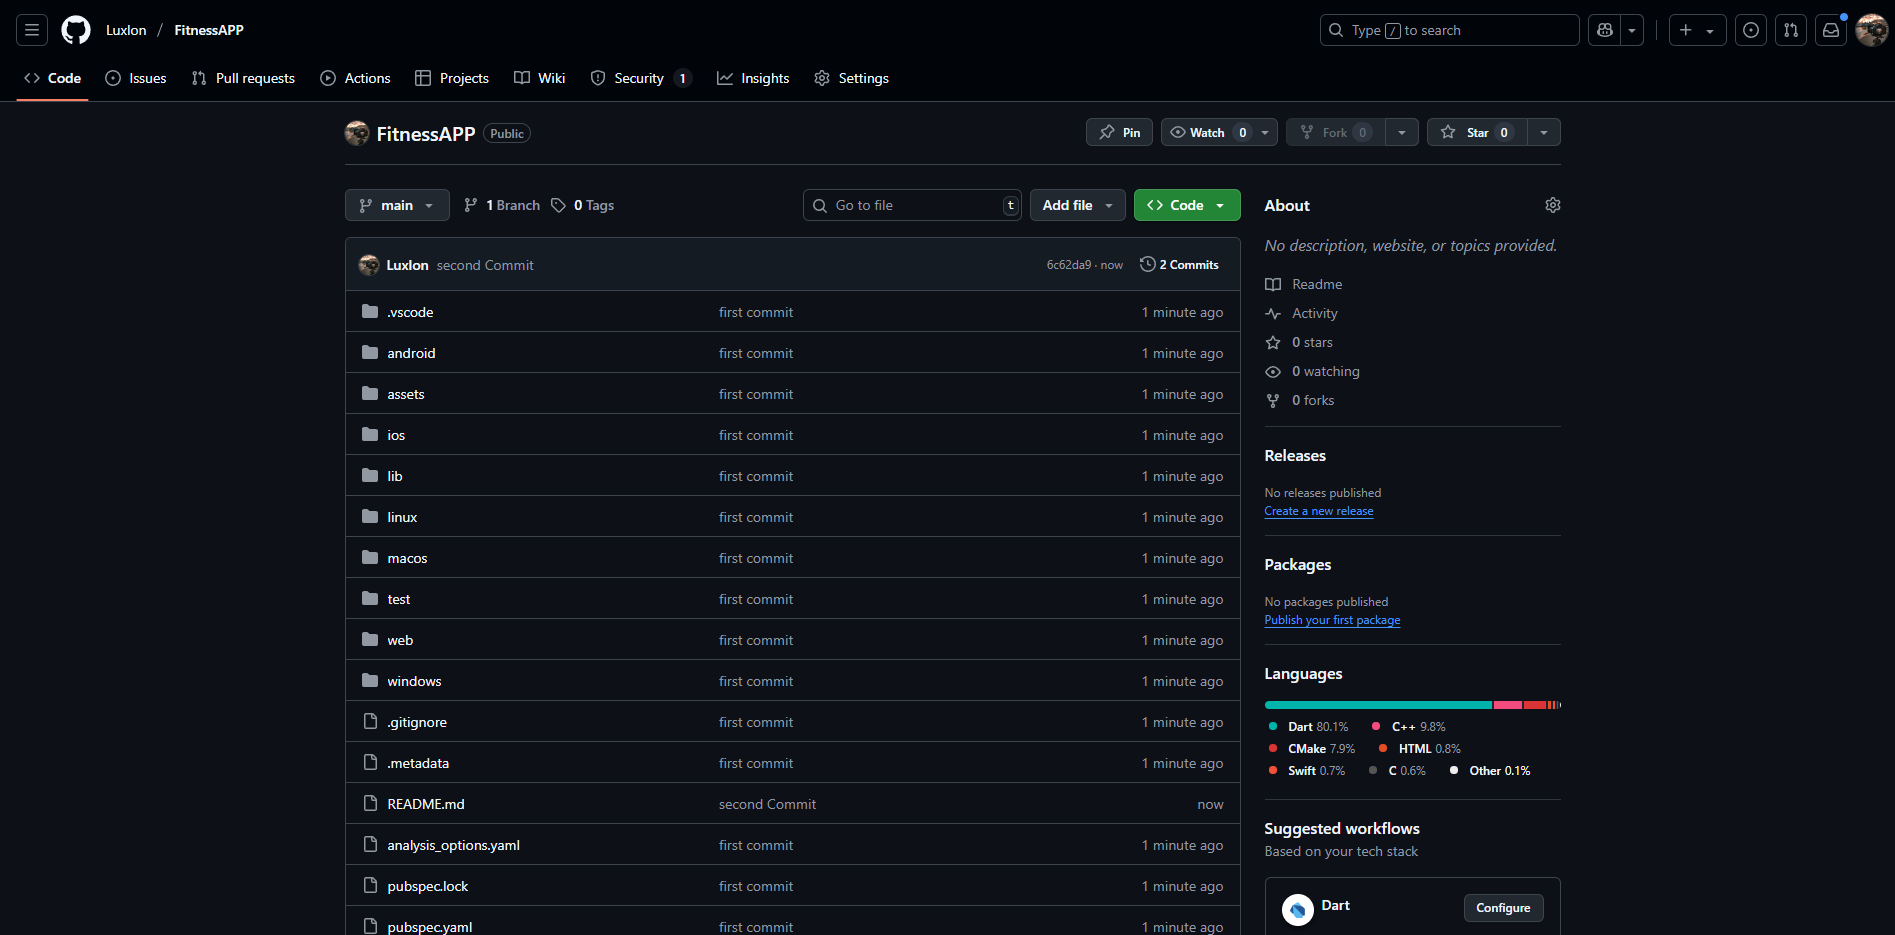 Luxlon / FitnessAPP
Type / to search
Code Issues Pull requests Actions Projects Wiki Security 1 Insights Settings
FitnessAPP Public
Pin Watch 0 Fork 0 Star 0
main 1 Branch 0 Tags
Go to file t Add file Code
Luxlon second Commit 6c62da9 · now 2 Commits
.vscode first commit 1 minute ago
android first commit 1 minute ago
assets first commit 1 minute ago
ios first commit 1 minute ago
lib first commit 1 minute ago
linux first commit 1 minute ago
macos first commit 1 minute ago
test first commit 1 minute ago
web first commit 1 minute ago
windows first commit 1 minute ago
.gitignore first commit 1 minute ago
.metadata first commit 1 minute ago
README.md second Commit now
analysis_options.yaml first commit 1 minute ago
pubspec.lock first commit 1 minute ago
pubspec.yaml first commit 1 minute ago
About
No description, website, or topics provided.
Readme
Activity
0 stars
0 watching
0 forks
Releases
No releases published
Create a new release
Packages
No packages published
Publish your first package
Languages
Dart 80.1% C++ 9.8%
CMake 7.9% HTML 0.8%
Swift 0.7% C 0.6% Other 0.1%
Suggested workflows
Based on your tech stack
Dart Configure